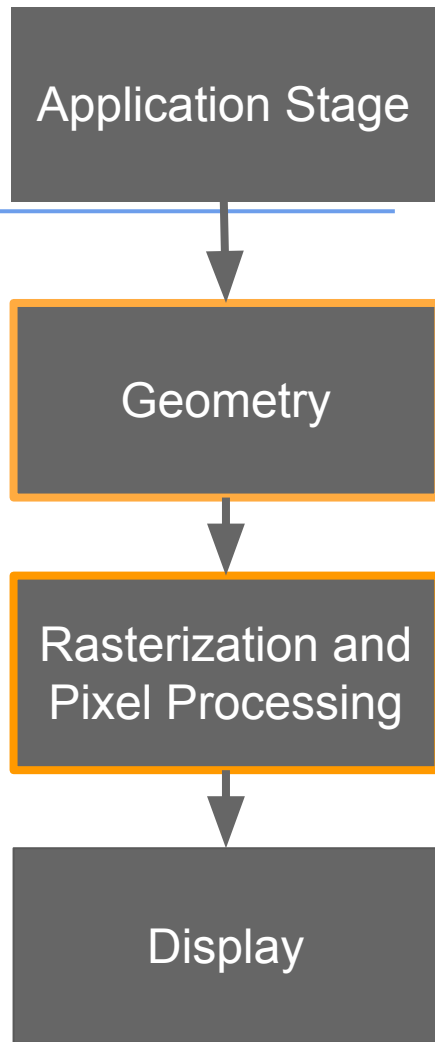 Application Stage
Geometry
Rasterization and
Pixel Processing
Display